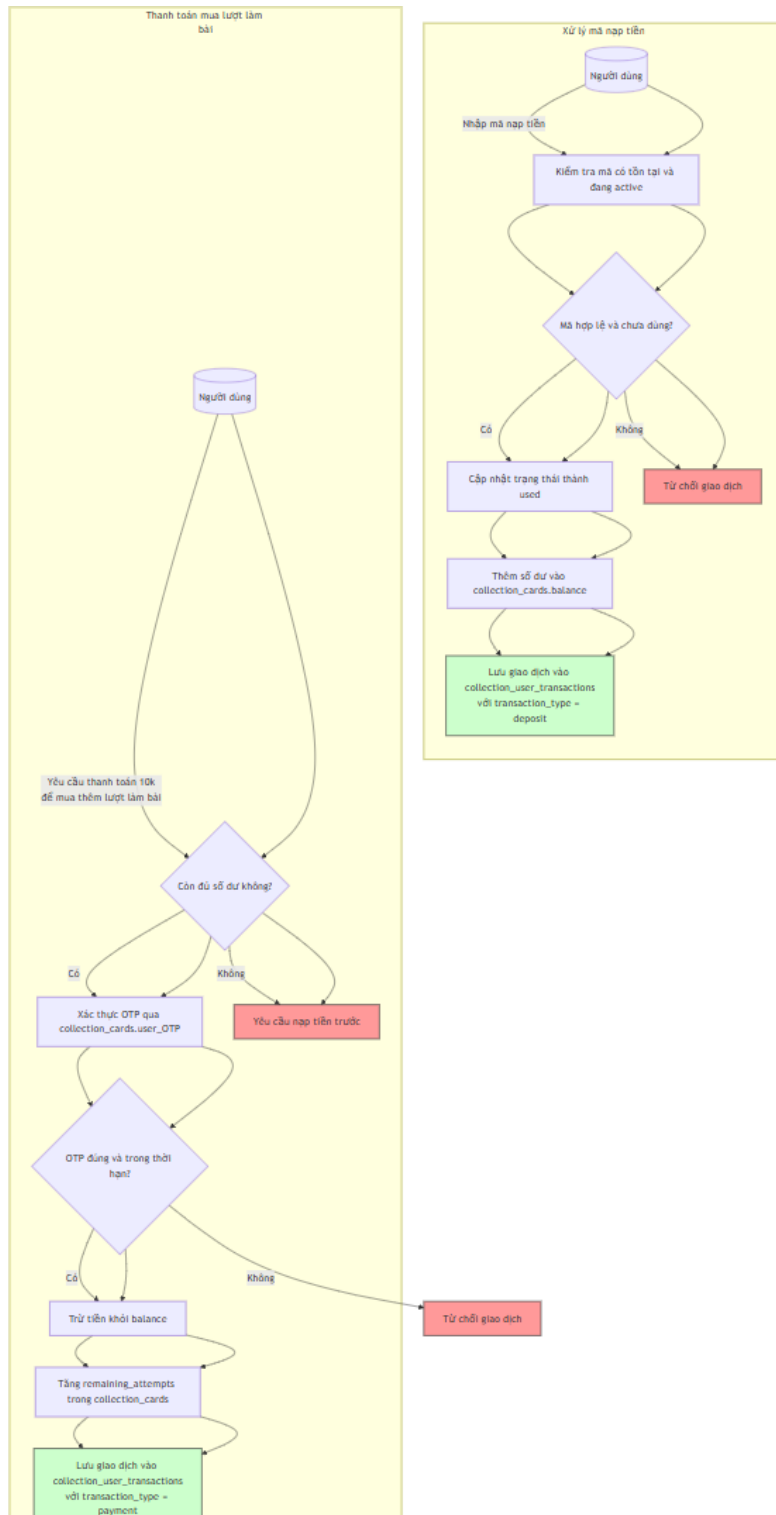 Thanh toán mua lượt làm
bài
Người dùng
Yêu cầu thanh toán 10k
để mua thêm lượt làm bài
Còn đủ số dư không?
Có
Không
Xác thực OTP qua
collection_cards.user_OTP
Yêu cầu nạp tiền trước
OTP đúng và trong thời
hạn?
Có
Không
Trừ tiền khỏi balance
Từ chối giao dịch
Tăng remaining_attempts
trong collection_cards
Lưu giao dịch vào
collection_user_transactions
với transaction_type =
payment
Xử lý mã nạp tiền
Người dùng
Nhập mã nạp tiền
Kiểm tra mã có tồn tại và
đang active
Mã hợp lệ và chưa dùng?
Có
Không
Cập nhật trạng thái thành
used
Từ chối giao dịch
Thêm số dư vào
collection_cards.balance
Lưu giao dịch vào
collection_user_transactions
với transaction_type =
deposit